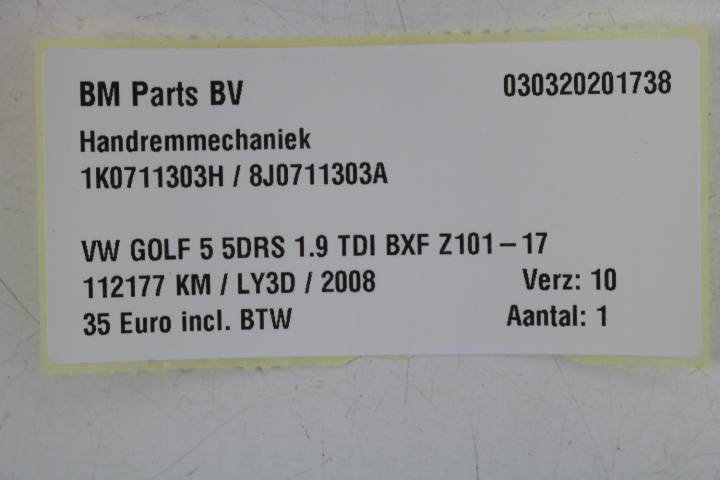 BM Parts BV 030320201738
Handremmechaniek
1K0711303H / 8J0711303A
VW GOLF 5 5DRS 1.9 TDI BXF Z101-17
112177 KM / LY3D / 2008 Verz: 10
35 Euro incl. BTW Aantal: 1